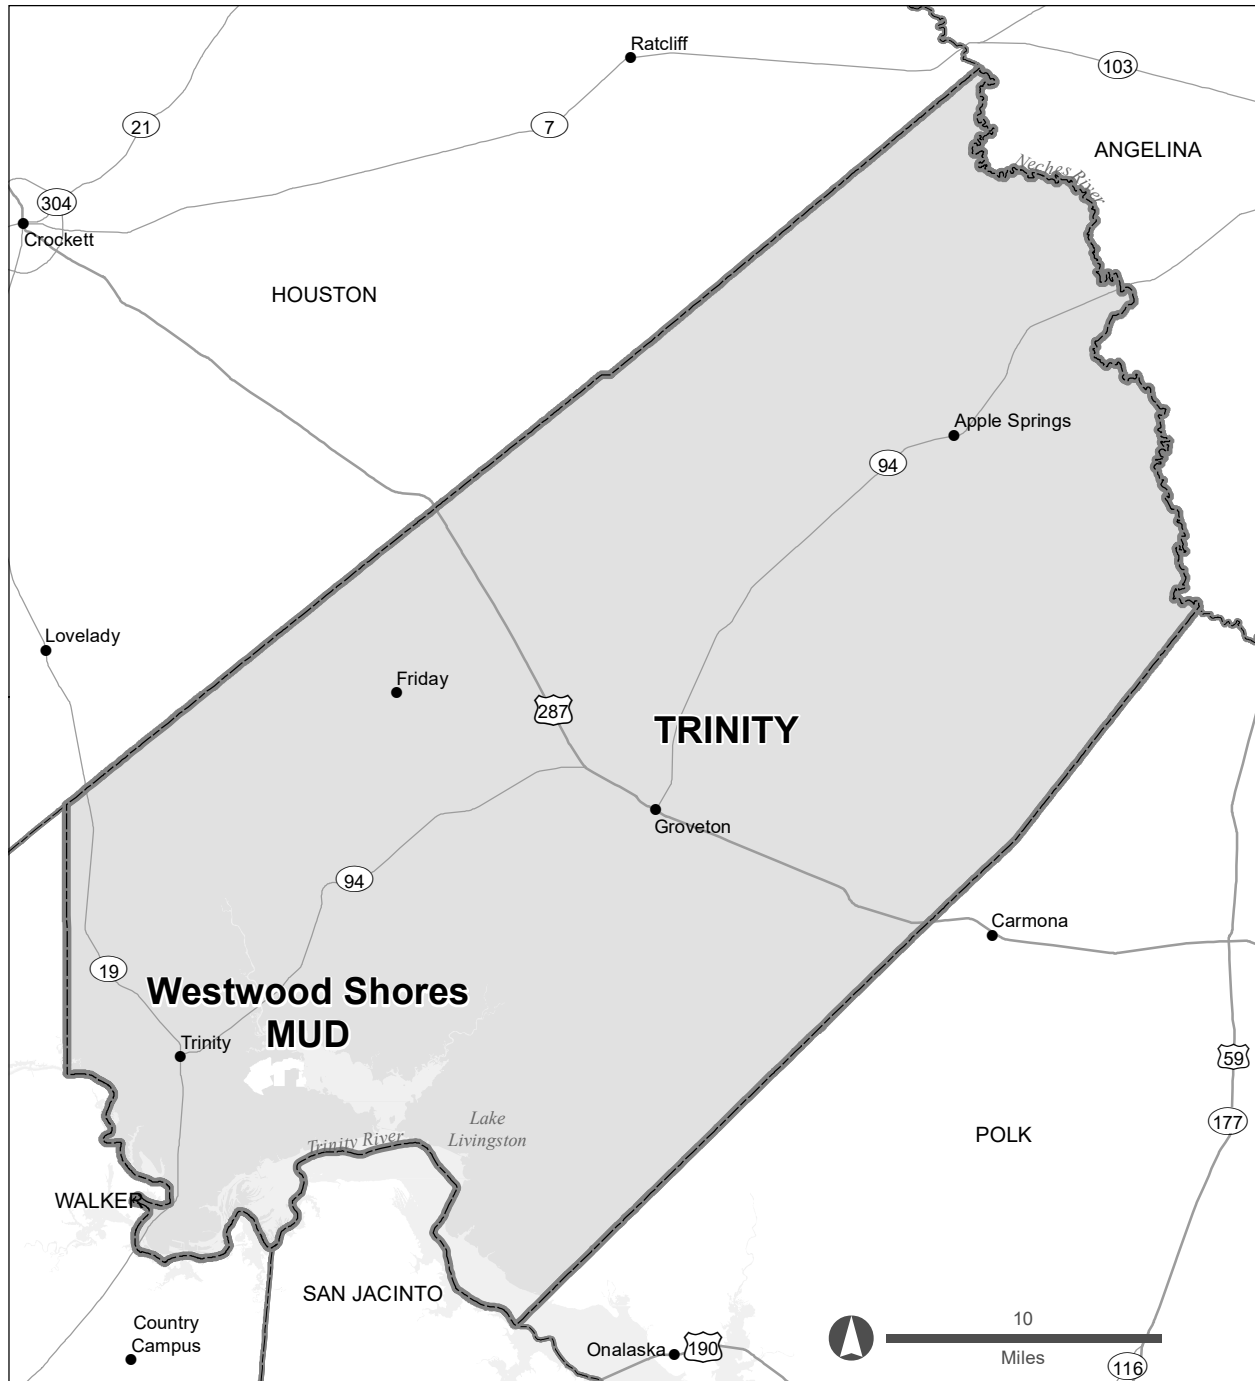 Ratcliff
103
21
7
ANGELINA
Neches River
304
Crockett
HOUSTON
Apple Springs
94
Lovelady
Friday
287
TRINITY
Groveton
94
Carmona
19
Westwood Shores
MUD
Trinity
59
Lake
Livingston
177
Trinity River
POLK
WALKER
SAN JACINTO
10
Miles
Country
Campus
Onalaska
190
116